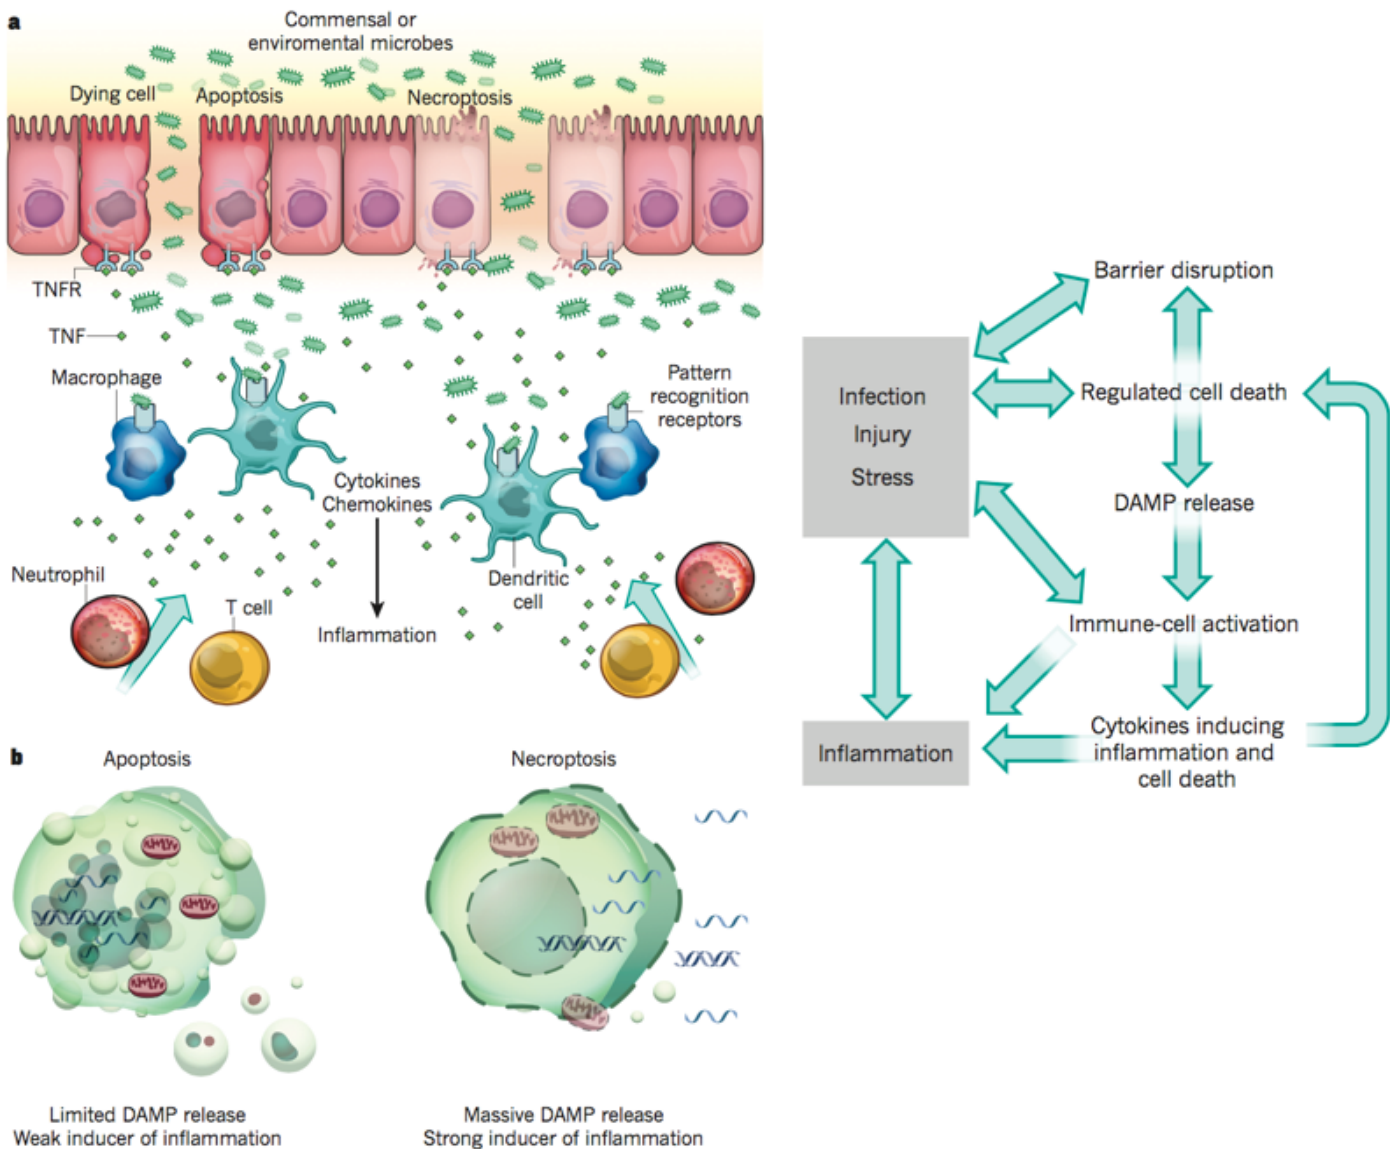 a
Commensal or
enviromental microbes
Dying cell
Apoptosis
Necroptosis
TNFR
TNF
Macrophage
Pattern
recognition
receptors
Cytokines
Chemokines
Neutrophil
T cell
Inflammation
Dendritic
cell
b
Apoptosis
Necroptosis
Limited DAMP release
Weak inducer of inflammation
Massive DAMP release
Strong inducer of inflammation
Barrier disruption
Infection
Injury
Stress
Regulated cell death
DAMP release
Immune-cell activation
Inflammation
Cytokines inducing
inflammation and
cell death